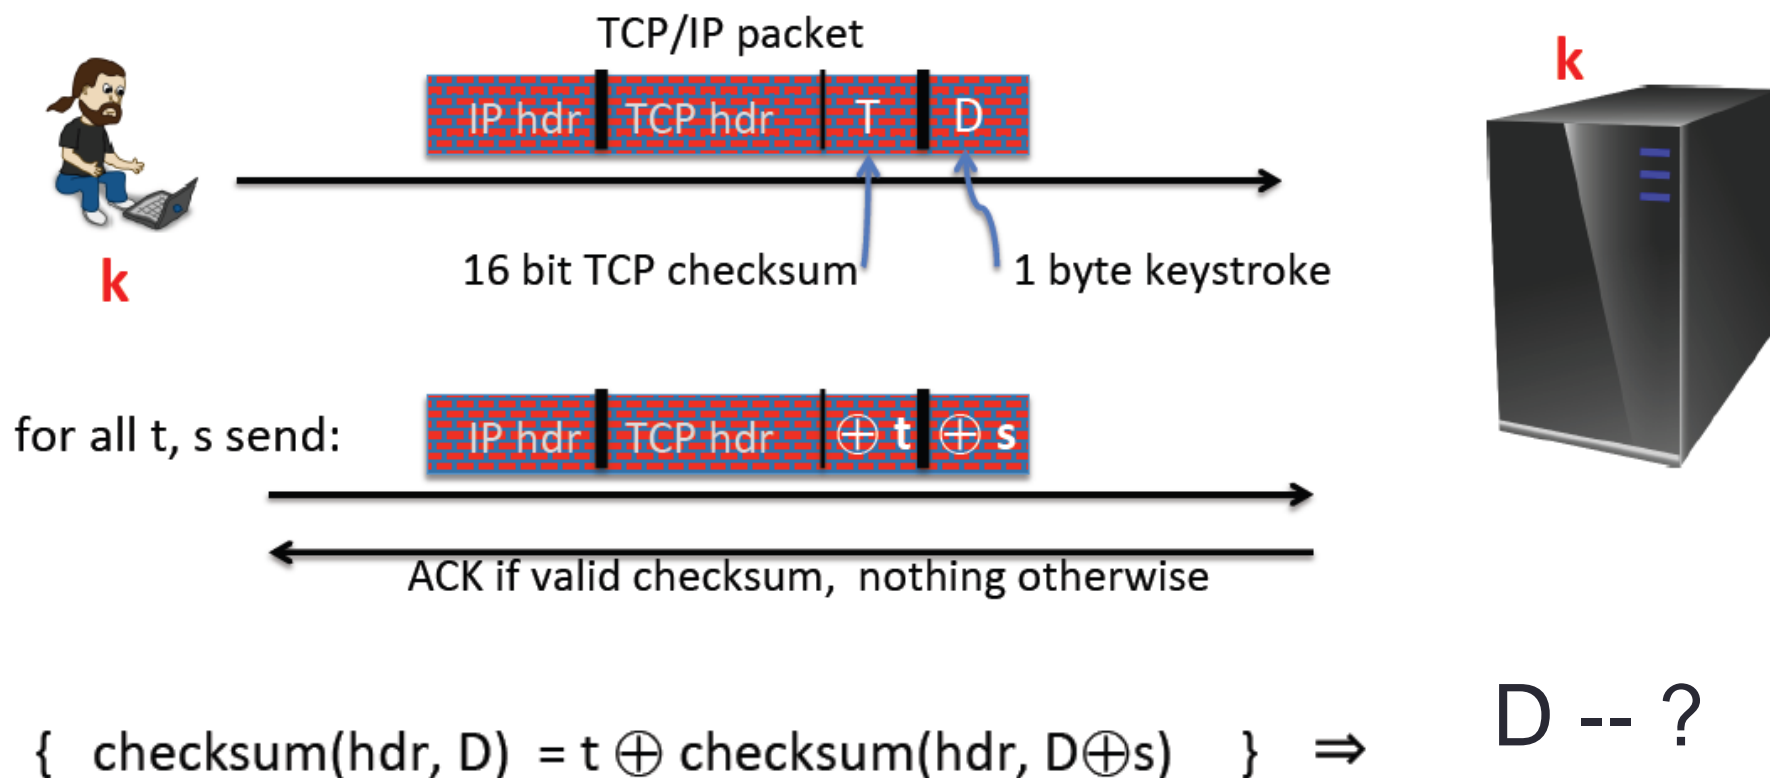 TCP/IP packet
k
IP hdr TCP hdr T D
k
16 bit TCP checksum 1 byte keystroke
for all t, s send: IP hdr TCP hdr ⊕ t ⊕ s
ACK if valid checksum, nothing otherwise
D -- ?
{ checksum(hdr, D) = t ⊕ checksum(hdr, D⊕s) } ⇒